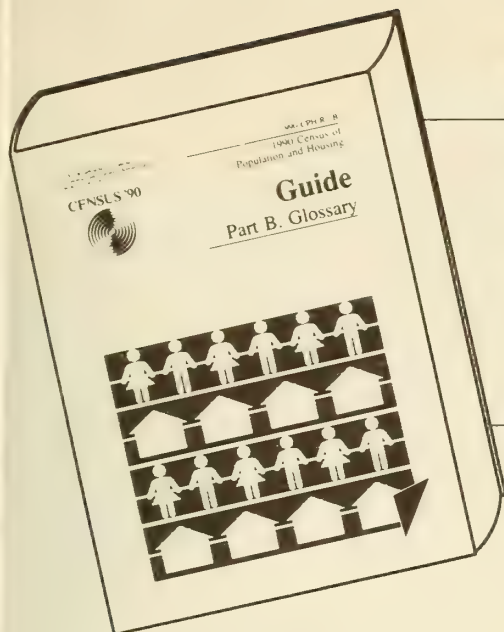 1990 Census of
Population and Housing
CENSUS '90
Guide
Part B. Glossary